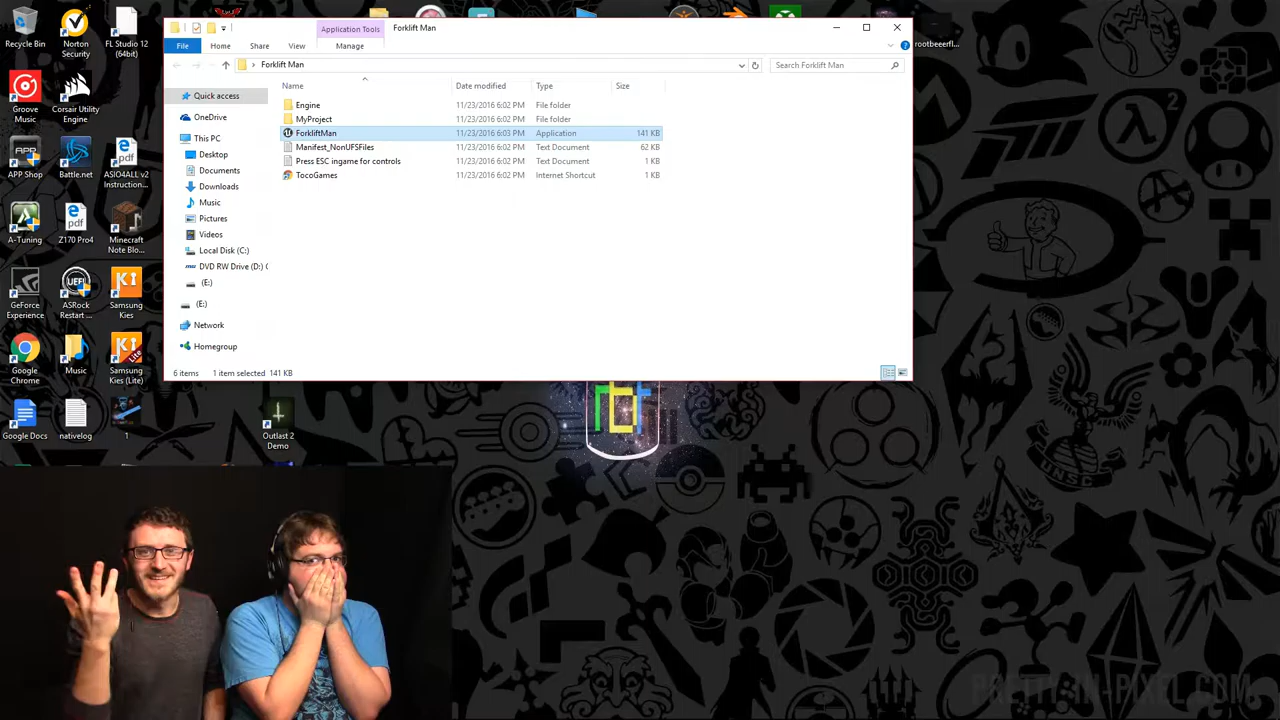 Recycle Bin
Norton Security
FL Studio 12 (64bit)
Groove Music
Corsair Utility Engine
APP Shop
Battle.net
ASIO4ALL v2 Instruction...
A-Tuning
Z170 Pro4
Minecraft Note Blo...
GeForce Experience
ASRock Restart ...
Samsung Kies
Google Chrome
Music
Samsung Kies (Lite)
Google Docs
nativelog
1
Outlast 2 Demo
rootbeeerfl...
Application Tools
Forklift Man
File
Home
Share
View
Manage
Forklift Man
Search Forklift Man
Quick access
OneDrive
This PC
Desktop
Documents
Downloads
Music
Pictures
Videos
Local Disk (C:)
DVD RW Drive (D:) (
(E:)
(E:)
Network
Homegroup
Name Date modified Type Size
Engine 11/23/2016 6:02 PM File folder
MyProject 11/23/2016 6:02 PM File folder
ForkliftMan 11/23/2016 6:03 PM Application 141 KB
Manifest_NonUFSFiles 11/23/2016 6:02 PM Text Document 62 KB
Press ESC ingame for controls 11/23/2016 6:02 PM Text Document 1 KB
TocoGames 11/23/2016 6:02 PM Internet Shortcut 1 KB
6 items 1 item selected 141 KB
UNSC
2
PRETTY-IN-PIXEL.COM